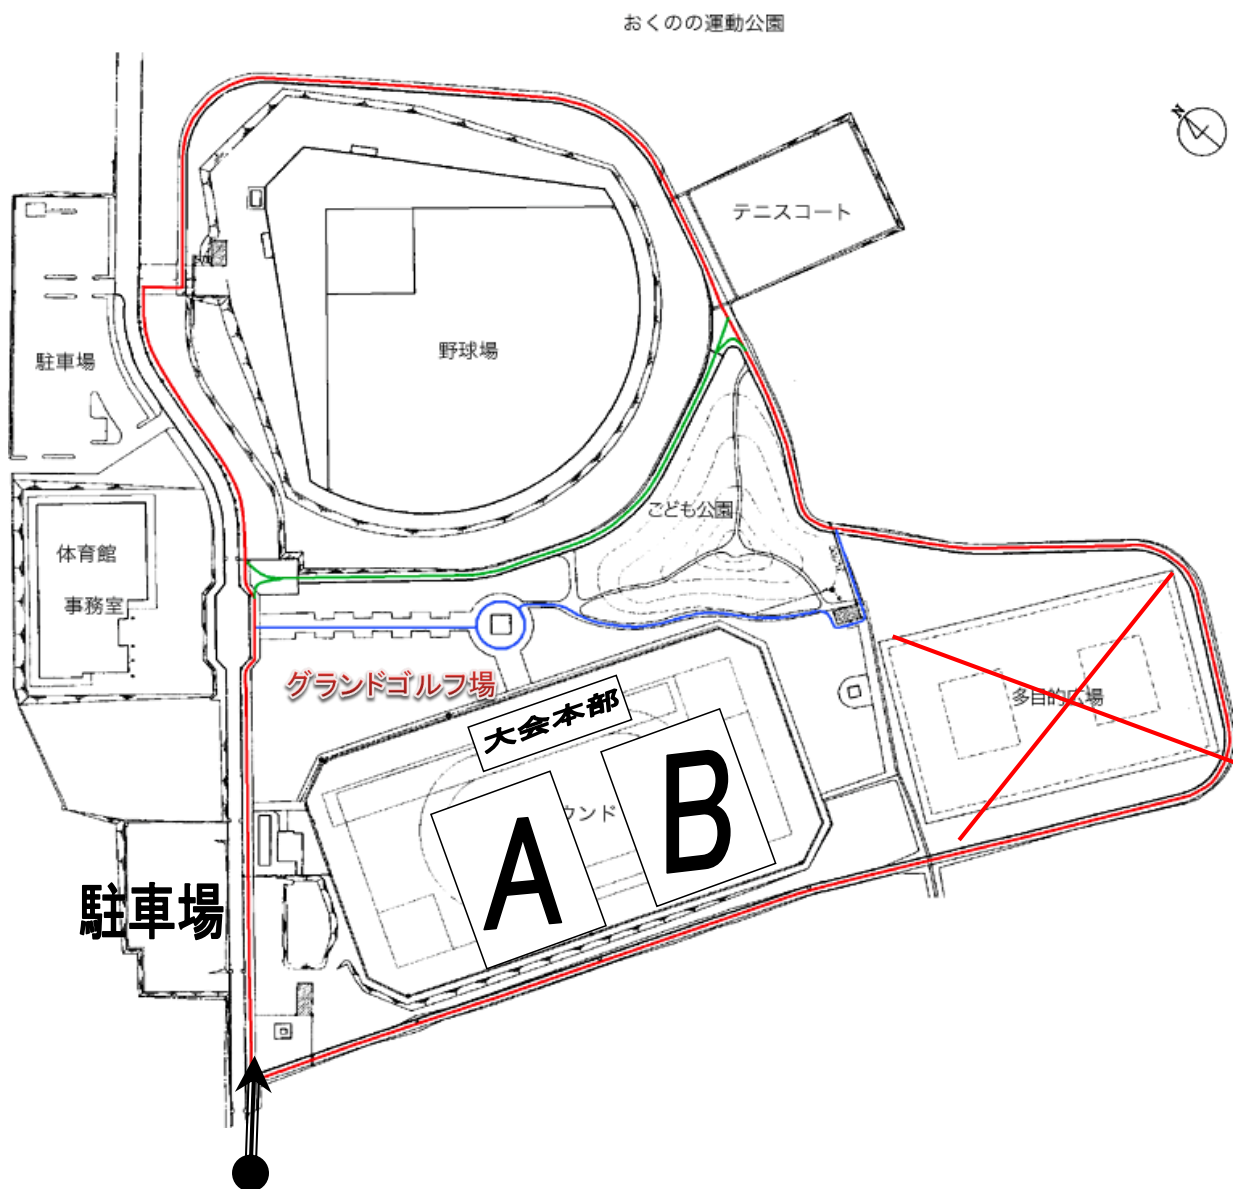 おくのの運動公園
N
テニスコート
野球場
駐車場
こども公園
体育館
事務室
グランドゴルフ場
多目的広場
大会本部
B
ウンド
A
駐車場